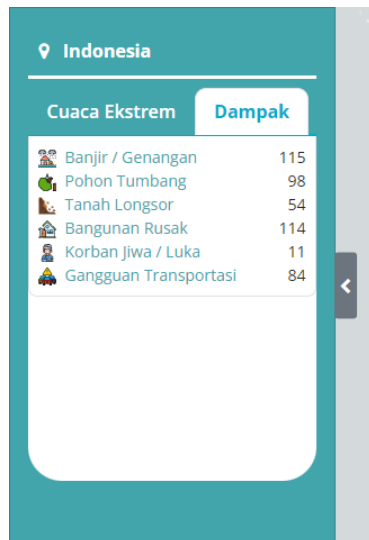 Indonesia
Cuaca Ekstrem Dampak
Banjir / Genangan 115
Pohon Tumbang 98
Tanah Longsor 54
Bangunan Rusak 114
Korban Jiwa / Luka 11
Gangguan Transportasi 84